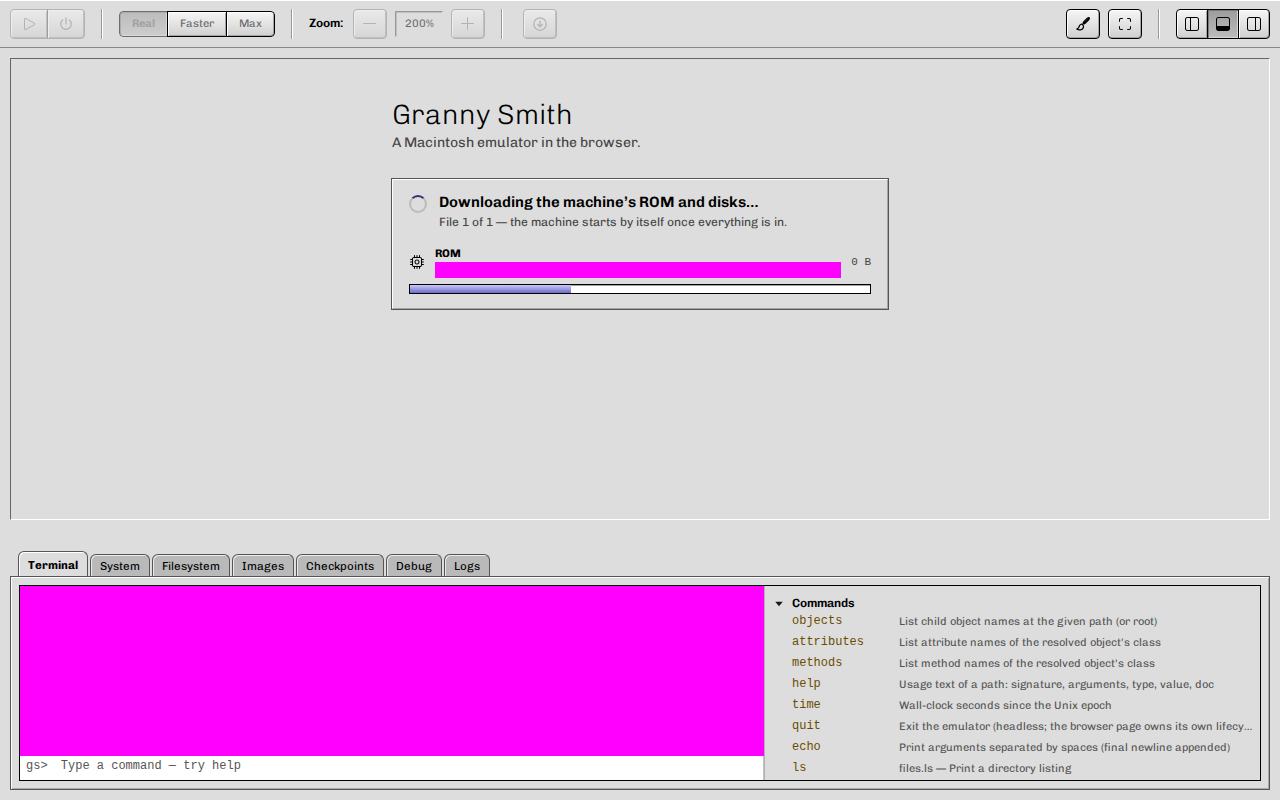 Real
Faster
Max
Zoom:
200%
Granny Smith
A Macintosh emulator in the browser.
Downloading the machine’s ROM and disks…
File 1 of 1 — the machine starts by itself once everything is in.
ROM
0 B
Terminal
System
Filesystem
Images
Checkpoints
Debug
Logs
Commands
objects List child object names at the given path (or root)
attributes List attribute names of the resolved object's class
methods List method names of the resolved object's class
help Usage text of a path: signature, arguments, type, value, doc
time Wall-clock seconds since the Unix epoch
quit Exit the emulator (headless; the browser page owns its own lifecy…
echo Print arguments separated by spaces (final newline appended)
ls files.ls — Print a directory listing
gs> Type a command — try help